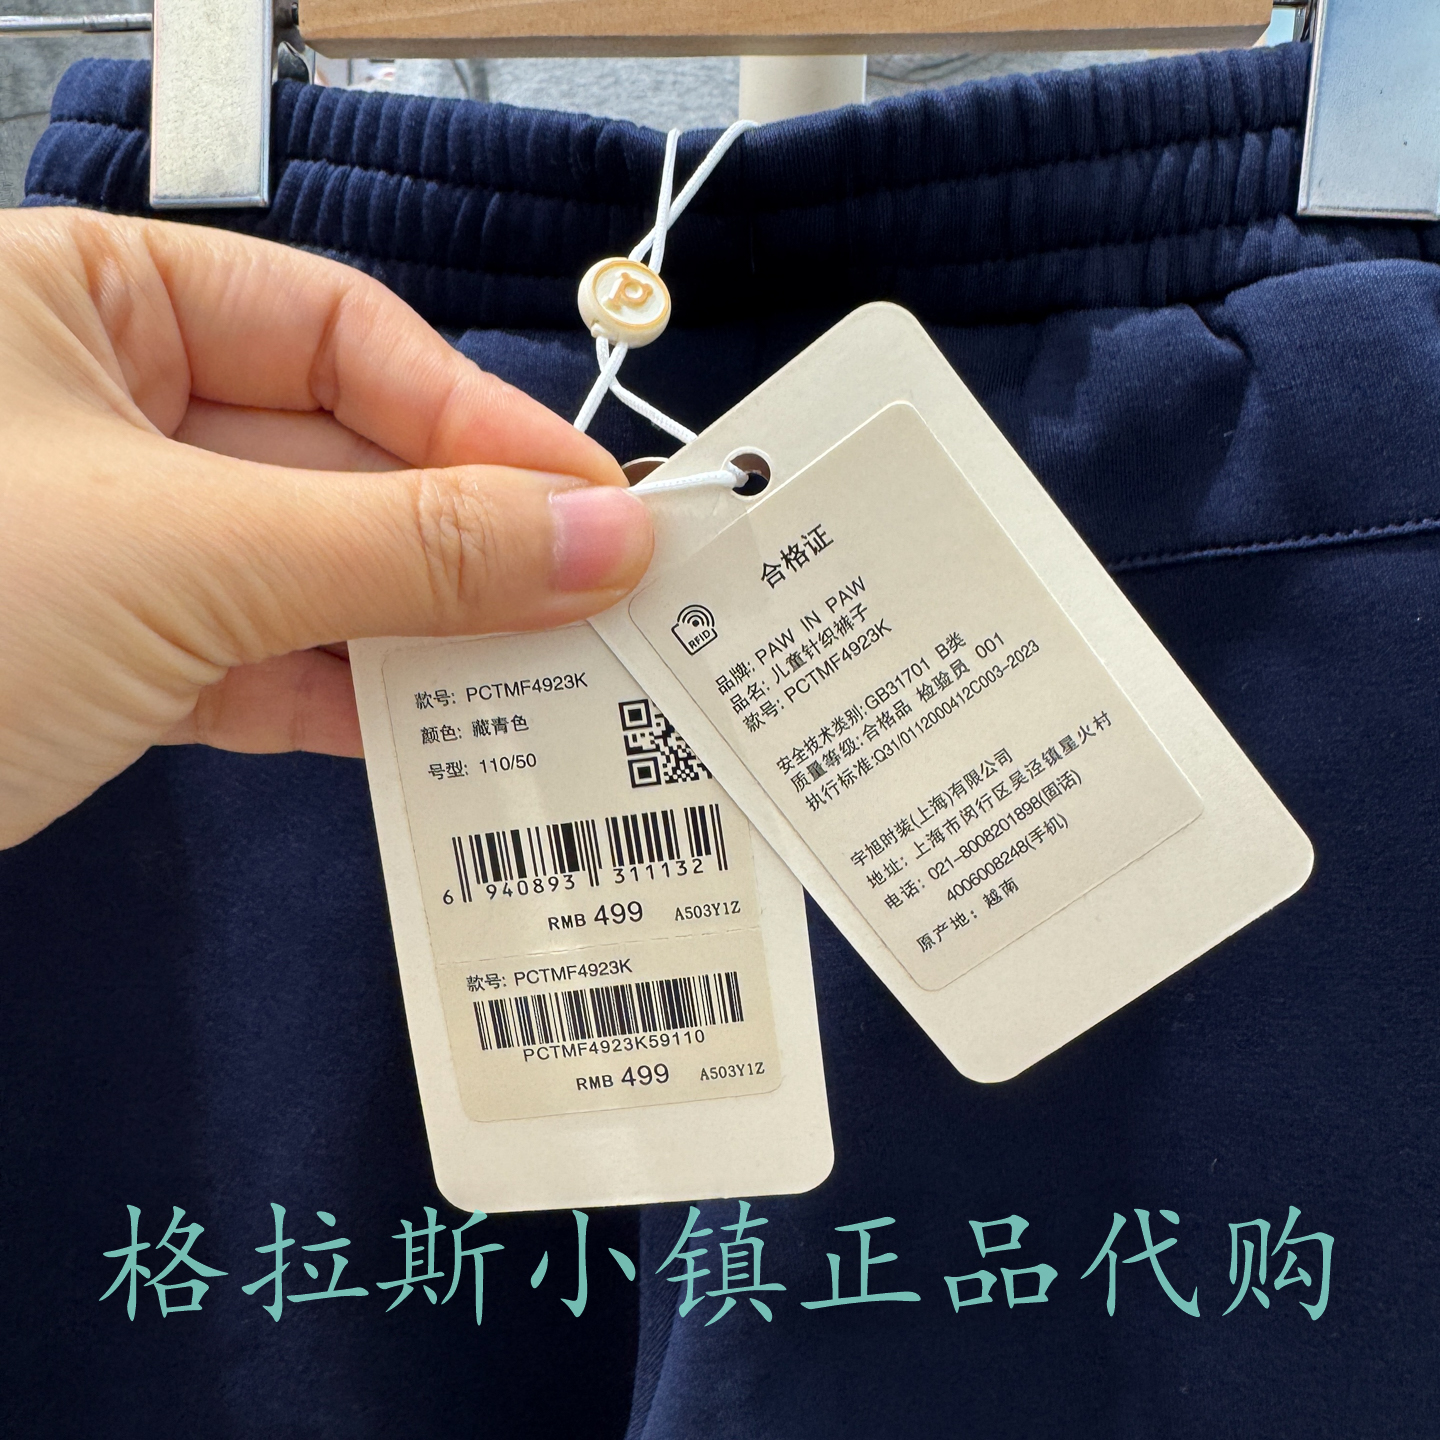 款号: PCTMF4923K
颜色: 藏青色
号型: 110/50
6 940893 311132
RMB 499 A503Y1Z
款号: PCTMF4923K
PCTMF4923K59110
RMB 499 A503Y1Z
合格证
RFID
品牌: PAW IN PAW
品名: 儿童针织裤子
款号: PCTMF4923K
安全技术类别:GB31701 B类
质量等级:合格品 检验员 001
执行标准:Q31/0112000412C003-2023
宇旭时装(上海)有限公司
地址: 上海市闵行区吴泾镇星火村
电话: 021-8008201898(固话)
4006008248(手机)
原产地: 越南
格拉斯小镇正品代购